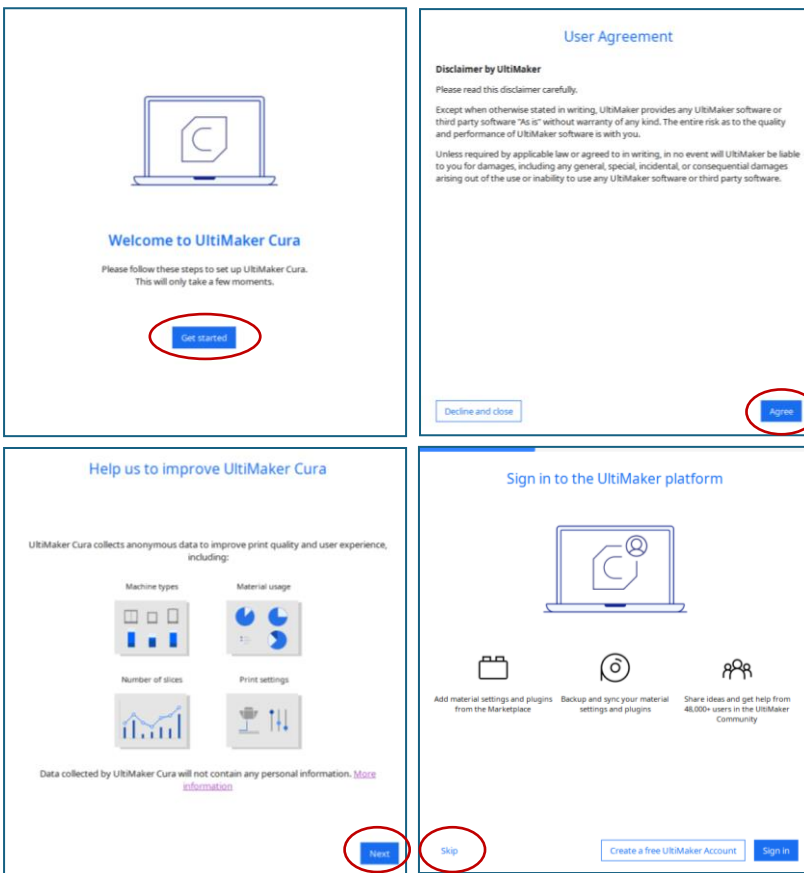 Welcome to UltiMaker Cura
Please follow these steps to set up UltiMaker Cura.
This will only take a few moments.
Get started
User Agreement
Disclaimer by UltiMaker
Please read this disclaimer carefully.
Except when otherwise stated in writing, UltiMaker provides any UltiMaker software or
third party software "As is" without warranty of any kind. The entire risk as to the quality
and performance of UltiMaker software is with you.
Unless required by applicable law or agreed to in writing, in no event will UltiMaker be liable
to you for damages, including any general, special, incidental, or consequential damages
arising out of the use or inability to use any UltiMaker software or third party software.
Decline and close
Agree
Help us to improve UltiMaker Cura
UltiMaker Cura collects anonymous data to improve print quality and user experience,
including:
Machine types
Material usage
Number of slices
Print settings
Data collected by UltiMaker Cura will not contain any personal information. More
information
Next
Sign in to the UltiMaker platform
Add material settings and plugins
from the Marketplace
Backup and sync your material
settings and plugins
Share ideas and get help from
48,000+ users in the UltiMaker
Community
Skip
Create a free UltiMaker Account
Sign in